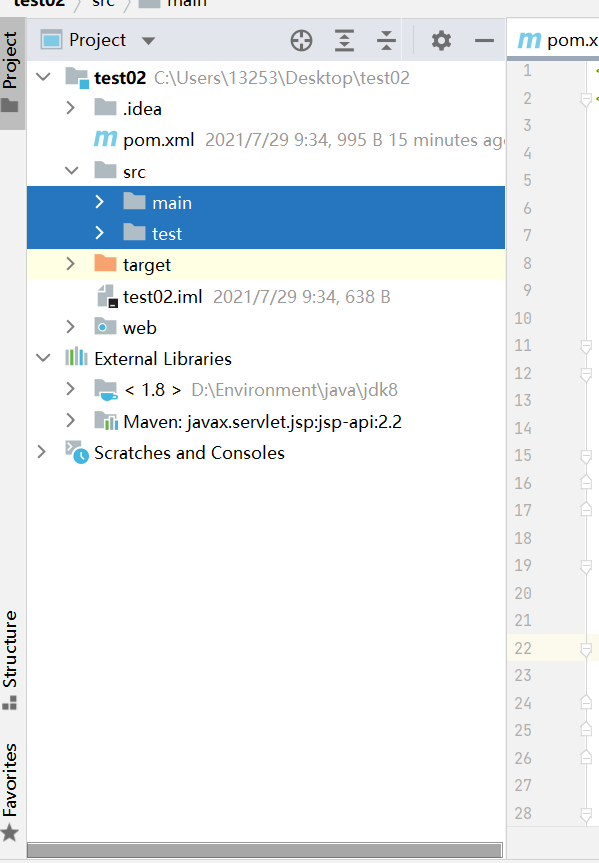 test02 src main
Project
Project
pom.x
test02 C:\Users\13253\Desktop\test02
.idea
pom.xml 2021/7/29 9:34, 995 B 15 minutes ago
src
main
test
target
test02.iml 2021/7/29 9:34, 638 B
web
External Libraries
< 1.8 > D:\Environment\java\jdk8
Maven: javax.servlet.jsp:jsp-api:2.2
Scratches and Consoles
Structure
Favorites
1
2
3
4
5
6
7
8
9
10
11
12
13
14
15
16
17
18
19
20
21
22
23
24
25
26
27
28